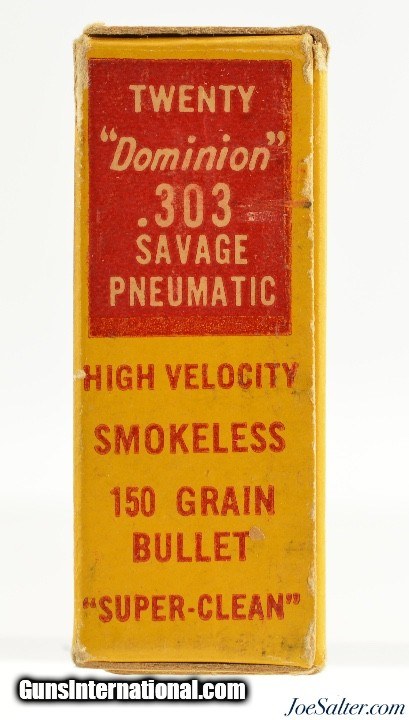 TWENTY
"Dominion"
.303
SAVAGE
PNEUMATIC
HIGH VELOCITY
SMOKELESS
150 GRAIN
BULLET
"SUPER-CLEAN"
GunsInternational.com
JoeSalter.com